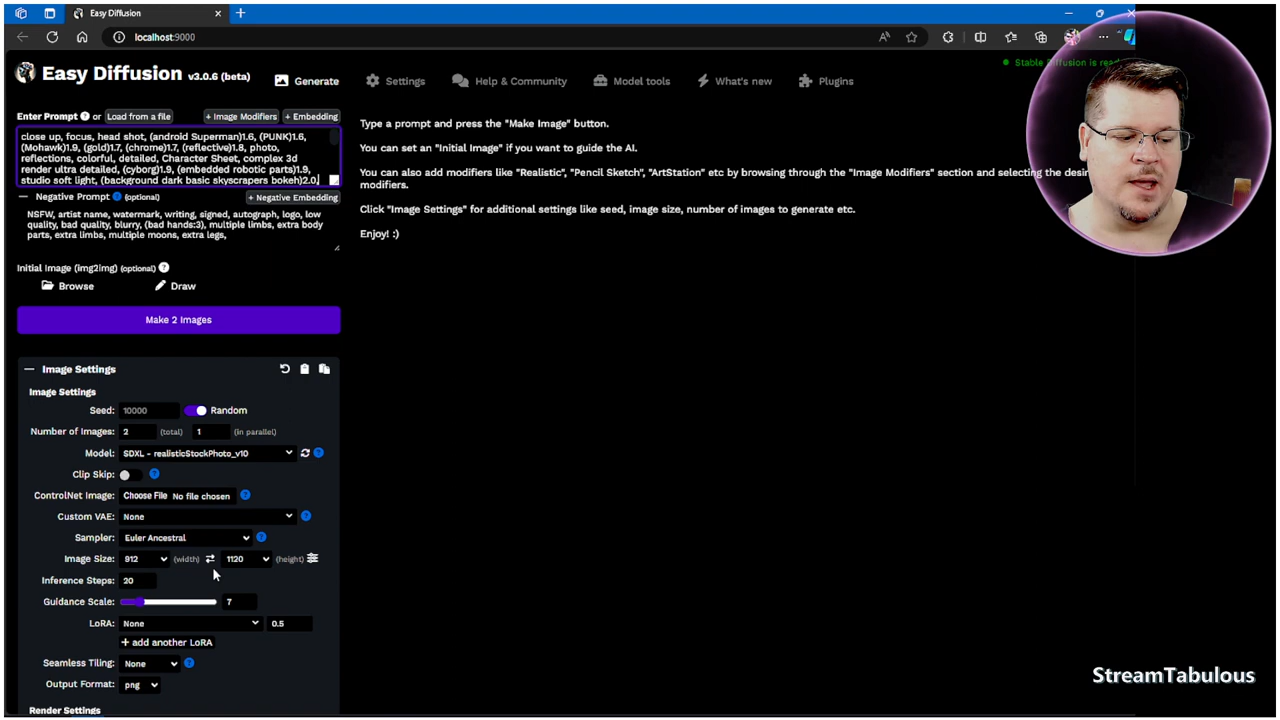 Easy Diffusion
localhost:9000
Easy Diffusion v3.0.6 (beta)
Generate
Settings
Help & Community
Model tools
What's new
Plugins
Stable Diffusion is rea
Enter Prompt or Load from a file
+ Image Modifiers
+ Embedding
close up, focus, head shot, (android Superman)1.6, (PUNK)1.6,
(Mohawk)1.9, (gold)1.7, (chrome)1.7, (reflective)1.8, photo,
reflections, colorful, detailed, Character Sheet, complex 3d
render ultra detailed, (cyborg)1.9, (embedded robotic parts)1.9,
studio soft light, (background dark basic skyscrapers bokeh)2.0,
Negative Prompt (optional)
+ Negative Embedding
NSFW, artist name, watermark, writing, signed, autograph, logo, low
quality, bad quality, blurry, (bad hands:3), multiple limbs, extra body
parts, extra limbs, multiple moons, extra legs,
Initial Image (img2img) (optional)
Browse
Draw
Make 2 Images
Type a prompt and press the "Make Image" button.
You can set an "Initial Image" if you want to guide the AI.
You can also add modifiers like "Realistic", "Pencil Sketch", "ArtStation" etc by browsing through the "Image Modifiers" section and selecting the desi
modifiers.
Click "Image Settings" for additional settings like seed, image size, number of images to generate etc.
Enjoy! :)
Image Settings
Image Settings
Seed: 10000 Random
Number of Images: 2 (total) 1 (in parallel)
Model: SDXL - realisticStockPhoto_v10
Clip Skip:
ControlNet Image: Choose File No file chosen
Custom VAE: None
Sampler: Euler Ancestral
Image Size: 912 (width) 1120 (height)
Inference Steps: 20
Guidance Scale: 7
LoRA: None 0.5
+ add another LoRA
Seamless Tiling: None
Output Format: png
Render Settings
StreamTabulous